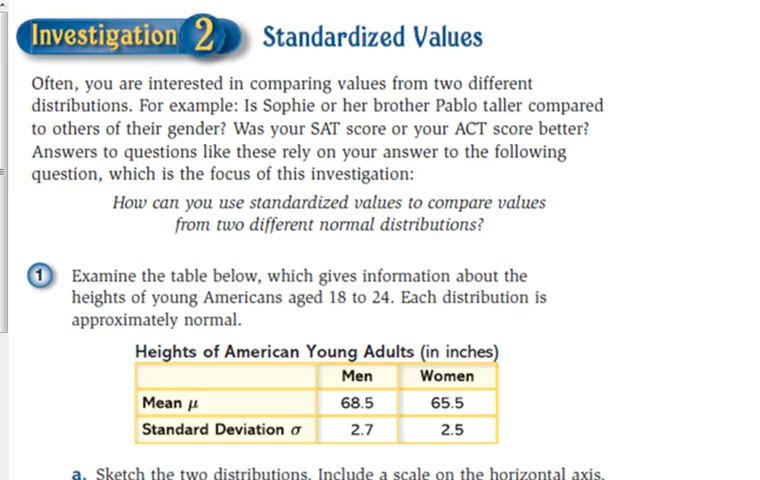 Investigation 2 Standardized Values
Often, you are interested in comparing values from two different
distributions. For example: Is Sophie or her brother Pablo taller compared
to others of their gender? Was your SAT score or your ACT score better?
Answers to questions like these rely on your answer to the following
question, which is the focus of this investigation:
How can you use standardized values to compare values
from two different normal distributions?
1 Examine the table below, which gives information about the
heights of young Americans aged 18 to 24. Each distribution is
approximately normal.
Heights of American Young Adults (in inches)
Men Women
Mean μ 68.5 65.5
Standard Deviation σ 2.7 2.5
a. Sketch the two distributions. Include a scale on the horizontal axis.